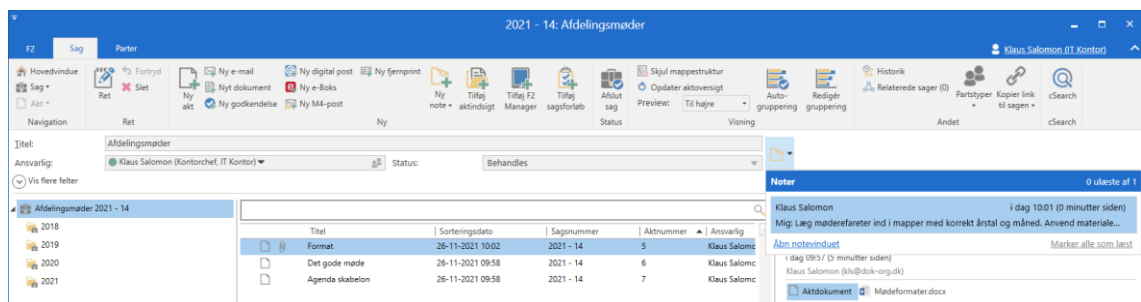 2021 - 14: Afdelingsmøder
F2 Sag Parter Klaus Salomon (IT Kontor)
Hovedvindue
Sag
Akt
Navigation
Ret
Fortryd
Slet
Ret
Ny akt
Ny e-mail
Nyt dokument
Ny godkendelse
Ny digital post
Ny e-Boks
Ny M4-post
Ny fjernprint
Ny note
Tilføj aktindsigt
Tilføj F2 Manager
Tilføj sagsforløb
Ny
Afslut sag
Status
Skjul mappestruktur
Opdater aktoversigt
Preview: Til højre
Auto-gruppering
Redigér gruppering
Visning
Historik
Relaterede sager (0)
Partstyper
Kopier link til sagen
Andet
cSearch
cSearch
Titel: Afdelingsmøder
Ansvarlig: Klaus Salomon (Kontorchef, IT Kontor) Status: Behandles
Vis flere felter
Noter 0 ulæste af 1
Klaus Salomon i dag 10:01 (0 minutter siden)
Mig: Læg møderefareter ind i mapper med korrekt årstal og måned. Anvend materiale...
Åbn notevinduet Marker alle som læst
Afdelingsmøder 2021 - 14
2018
2019
2020
2021
Titel Sorteringsdato Sagsnummer Aktnummer Ansvarlig
Format 26-11-2021 10:02 2021 - 14 5 Klaus Salomo
Det gode møde 26-11-2021 09:58 2021 - 14 6 Klaus Salomo
Agenda skabelon 26-11-2021 09:58 2021 - 14 7 Klaus Salomo
i dag 09:57 (5 minutter siden)
Klaus Salomon (kls@dok-org.dk)
Aktdokument Mødeformater.docx